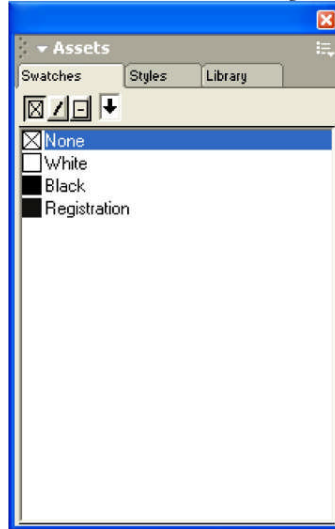 Assets
Swatches Styles Library
None
White
Black
Registration